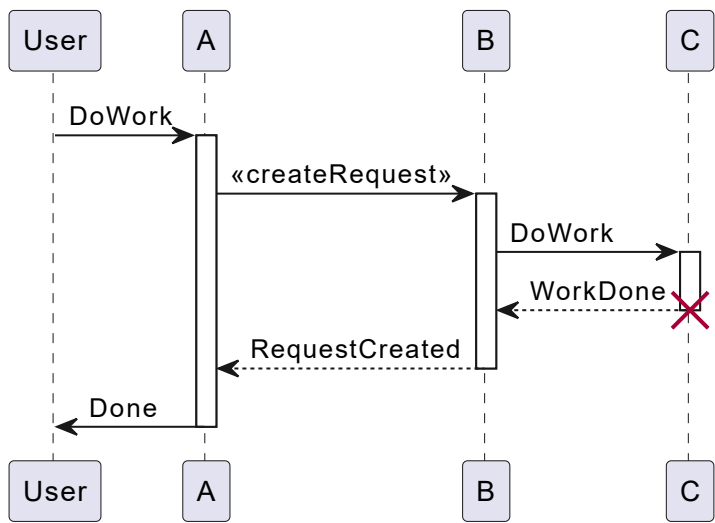 User
A
B
C
DoWork
«createRequest»
DoWork
WorkDone
RequestCreated
Done
User
A
B
C